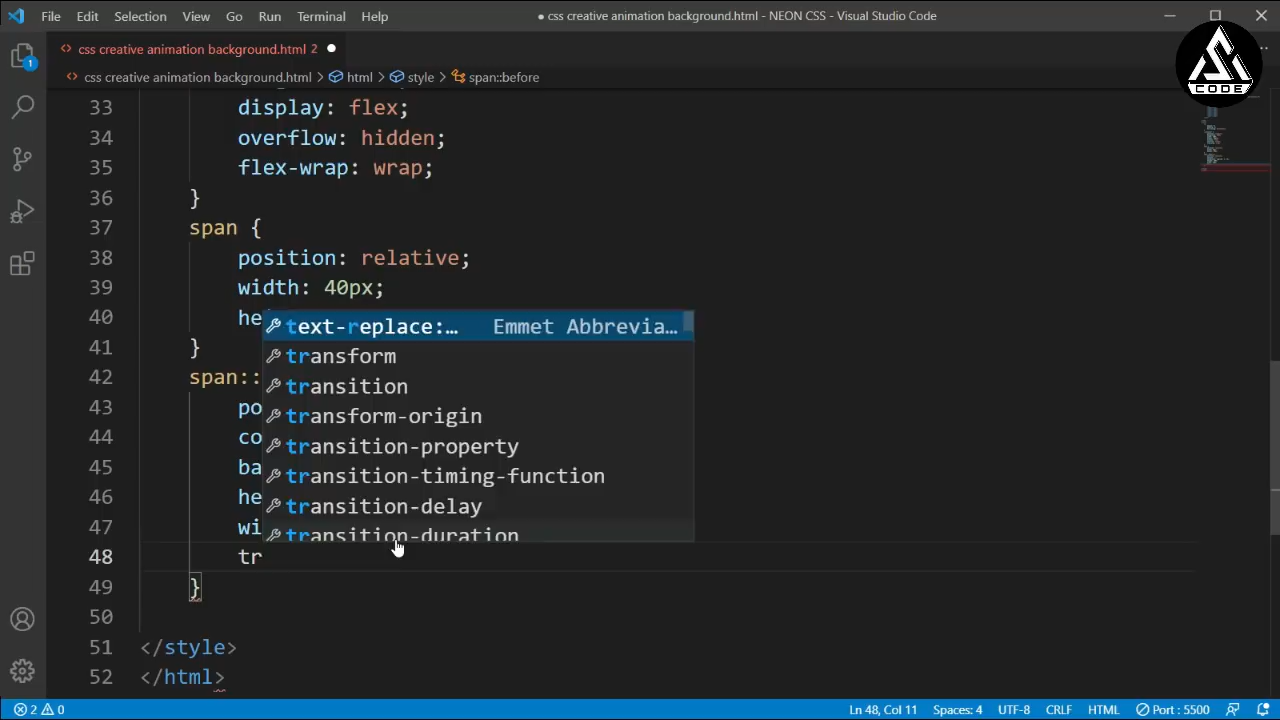 File Edit Selection View Go Run Terminal Help
● css creative animation background.html - NEON CSS - Visual Studio Code
css creative animation background.html 2 ●
css creative animation background.html > html > style > span::before
CODE
33 display: flex;
34 overflow: hidden;
35 flex-wrap: wrap;
36 }
37 span {
38 position: relative;
39 width: 40px;
40 he
41 }
42 span::
43 po
44 co
45 ba
46 he
47 wi
48 tr
49 }
50
51 </style>
52 </html>
text-replace:… Emmet Abbrevia…
transform
transition
transform-origin
transition-property
transition-timing-function
transition-delay
transition-duration
1
2 0 Ln 48, Col 11 Spaces: 4 UTF-8 CRLF HTML Port : 5500